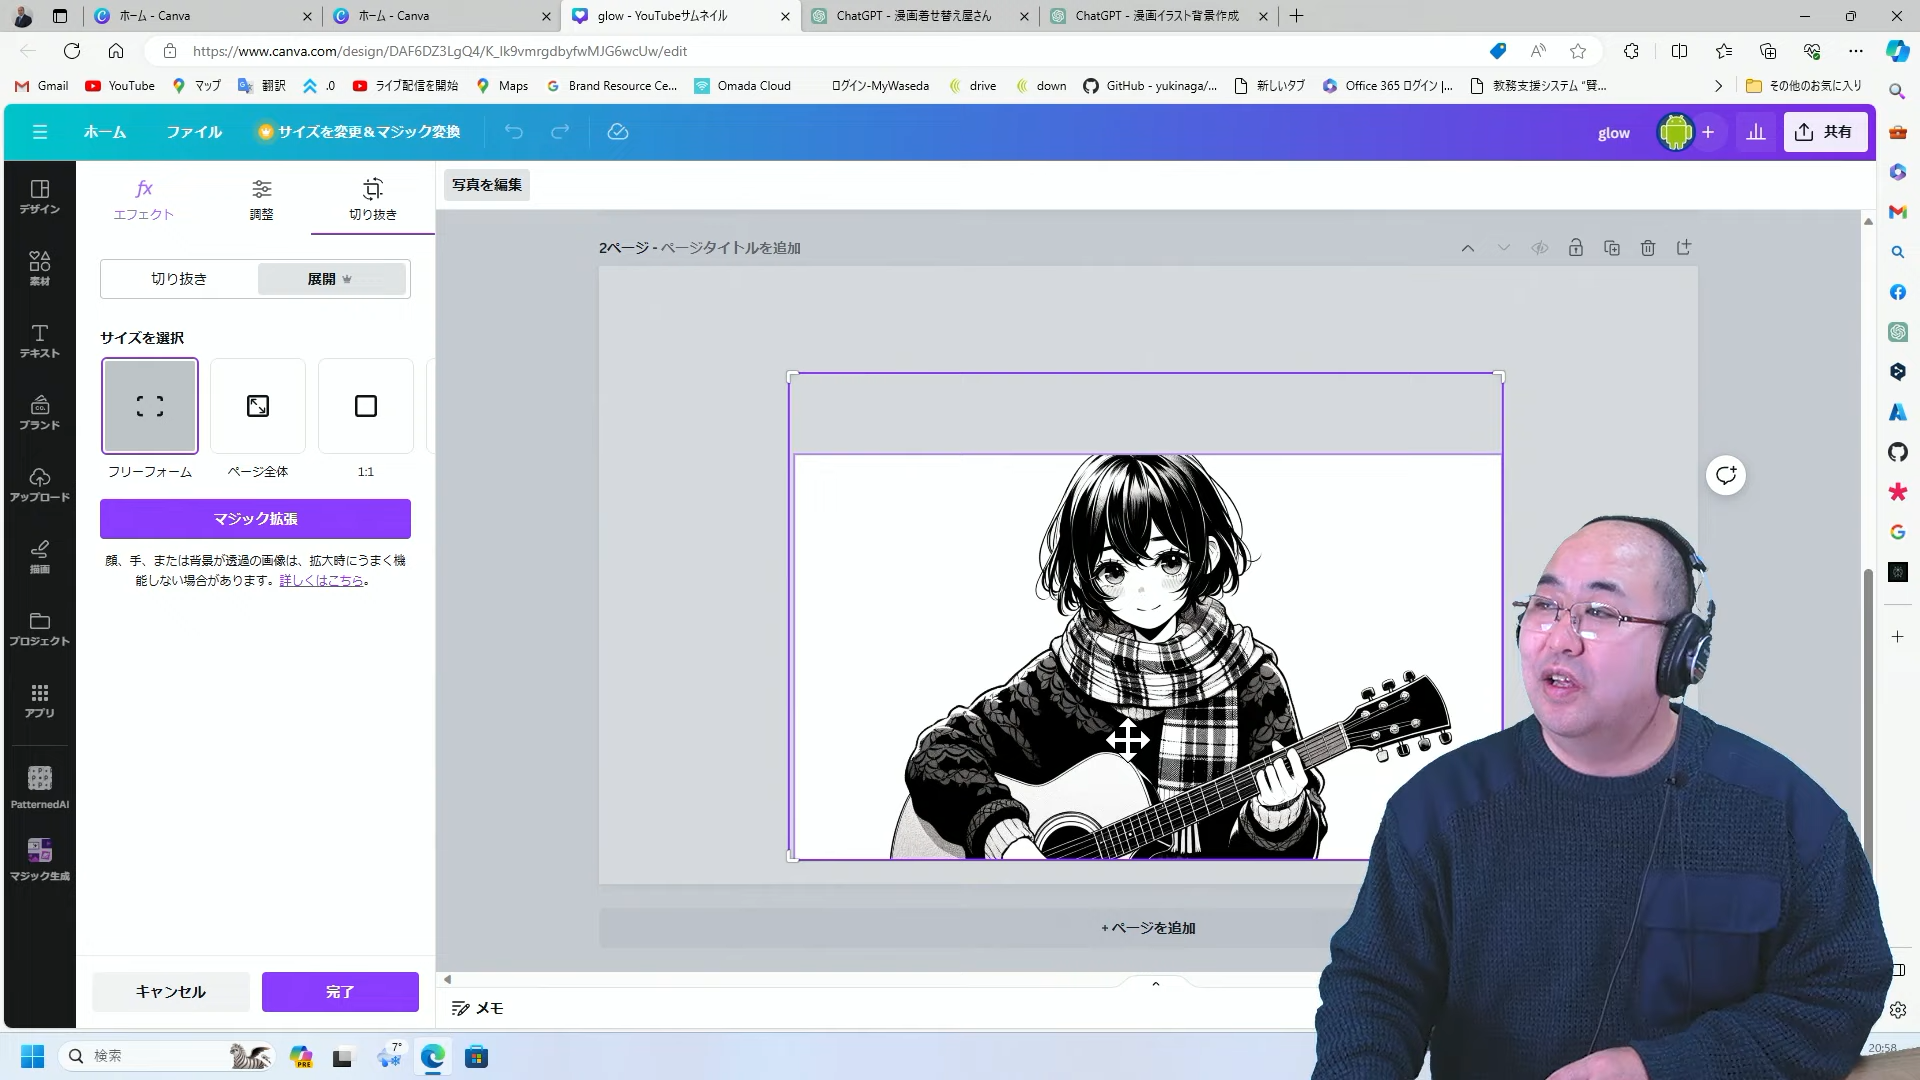 ホーム - Canva
ホーム - Canva
glow - YouTubeサムネイル
ChatGPT - 漫画着せ替え屋さん
ChatGPT - 漫画イラスト背景作成
https://www.canva.com/design/DAF6DZ3LgQ4/K_Ik9vmrgdbyfwMJG6wcUw/edit
Gmail
YouTube
マップ
翻訳
.0
ライブ配信を開始
Maps
Brand Resource Ce...
Omada Cloud
ログイン-MyWaseda
drive
down
GitHub - yukinaga/...
新しいタブ
Office 365 ログイン |...
教務支援システム “賢...
その他のお気に入り
ホーム
ファイル
サイズを変更&マジック変換
glow
共有
デザイン
素材
テキスト
ブランド
アップロード
描画
プロジェクト
アプリ
PatternedAI
マジック生成
エフェクト
調整
切り抜き
写真を編集
切り抜き
展開
サイズを選択
フリーフォーム
ページ全体
1:1
マジック拡張
顔、手、または背景が透過の画像は、拡大時にうまく機
能しない場合があります。詳しくはこちら。
キャンセル
完了
2ページ - ページタイトルを追加
+ ページを追加
メモ
検索
PRE
7°
20:58